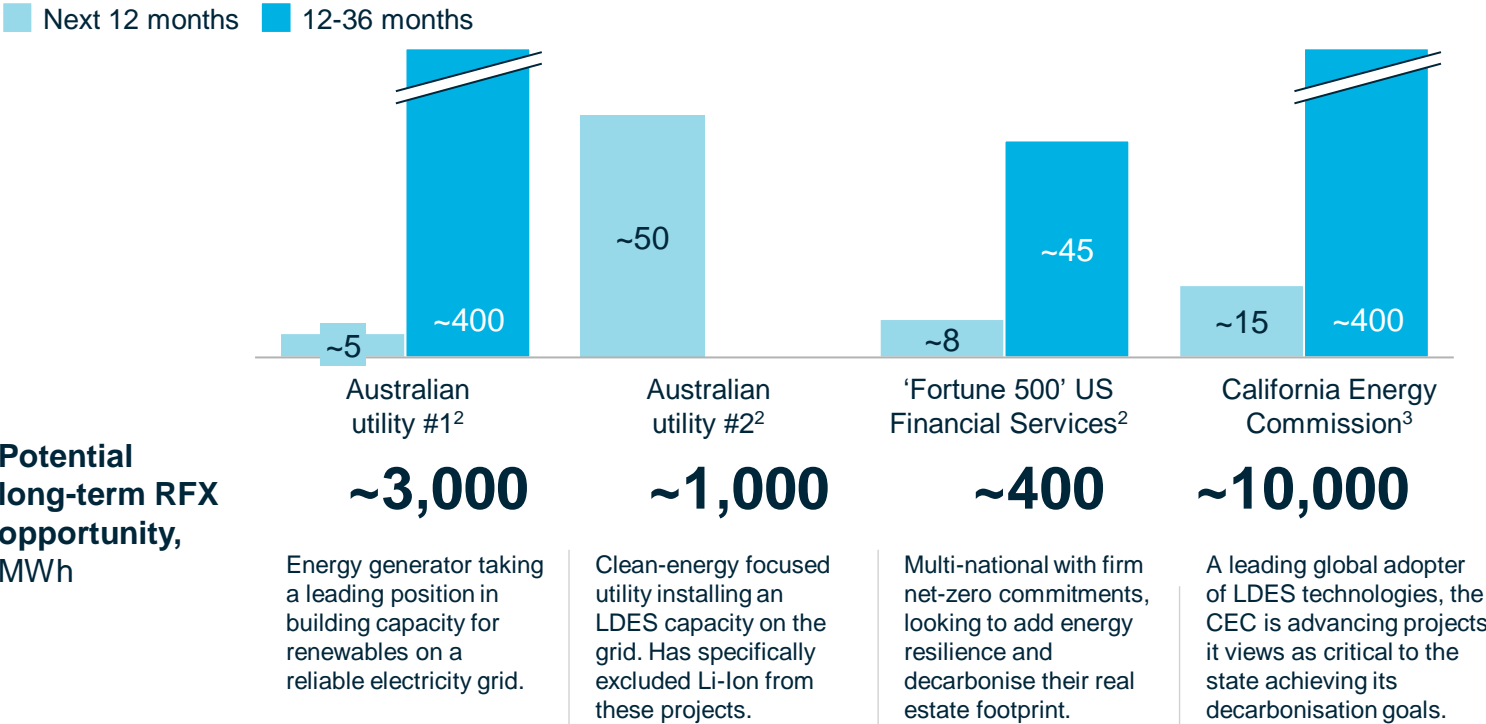 Next 12 months 12-36 months
~5
~400
~50
~8
~45
~15
~400
Australian
utility #1²
Australian
utility #2²
‘Fortune 500’ US
Financial Services²
California Energy
Commission³
Potential
long-term RFX
opportunity,
MWh
~3,000
~1,000
~400
~10,000
Energy generator taking
a leading position in
building capacity for
renewables on a
reliable electricity grid.
Clean-energy focused
utility installing an
LDES capacity on the
grid. Has specifically
excluded Li-Ion from
these projects.
Multi-national with firm
net-zero commitments,
looking to add energy
resilience and
decarbonise their real
estate footprint.
A leading global adopter
of LDES technologies, the
CEC is advancing projects
it views as critical to the
state achieving its
decarbonisation goals.